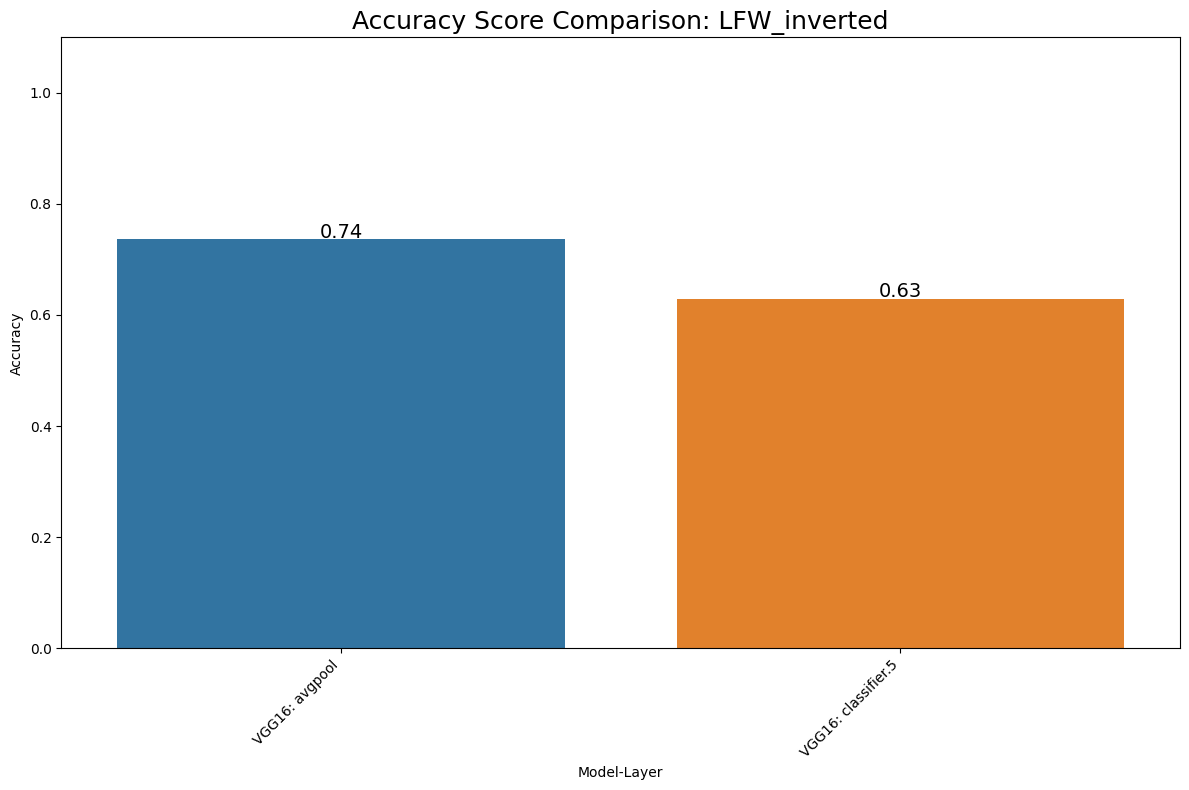 Accuracy Score Comparison: LFW_inverted
1.0
0.8
0.6
0.4
0.2
0.0
Accuracy
0.74
0.63
VGG16: avgpool
VGG16: classifier.5
Model-Layer